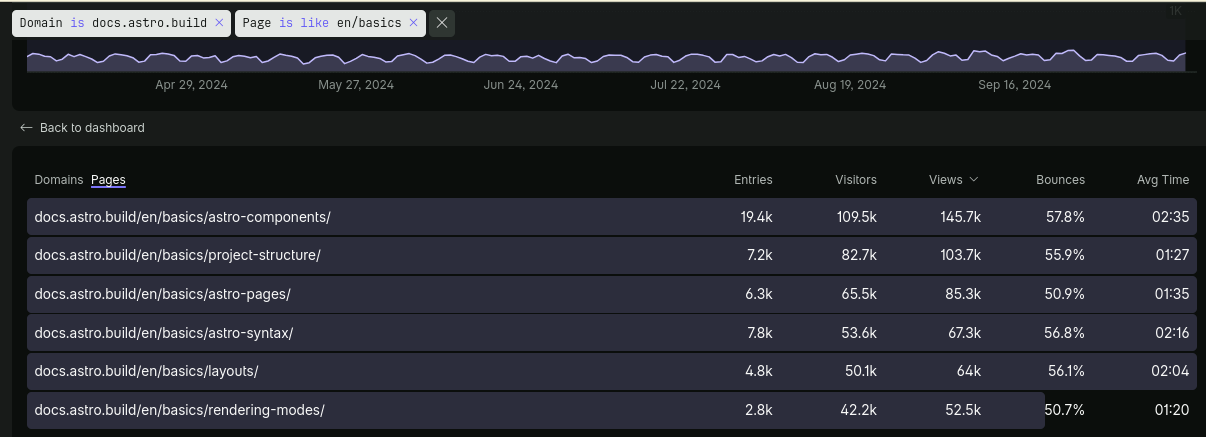 1K
Domain is docs.astro.build × Page is like en/basics × ×
Apr 29, 2024 May 27, 2024 Jun 24, 2024 Jul 22, 2024 Aug 19, 2024 Sep 16, 2024
← Back to dashboard
Domains Pages Entries Visitors Views Bounces Avg Time
docs.astro.build/en/basics/astro-components/ 19.4k 109.5k 145.7k 57.8% 02:35
docs.astro.build/en/basics/project-structure/ 7.2k 82.7k 103.7k 55.9% 01:27
docs.astro.build/en/basics/astro-pages/ 6.3k 65.5k 85.3k 50.9% 01:35
docs.astro.build/en/basics/astro-syntax/ 7.8k 53.6k 67.3k 56.8% 02:16
docs.astro.build/en/basics/layouts/ 4.8k 50.1k 64k 56.1% 02:04
docs.astro.build/en/basics/rendering-modes/ 2.8k 42.2k 52.5k 50.7% 01:20